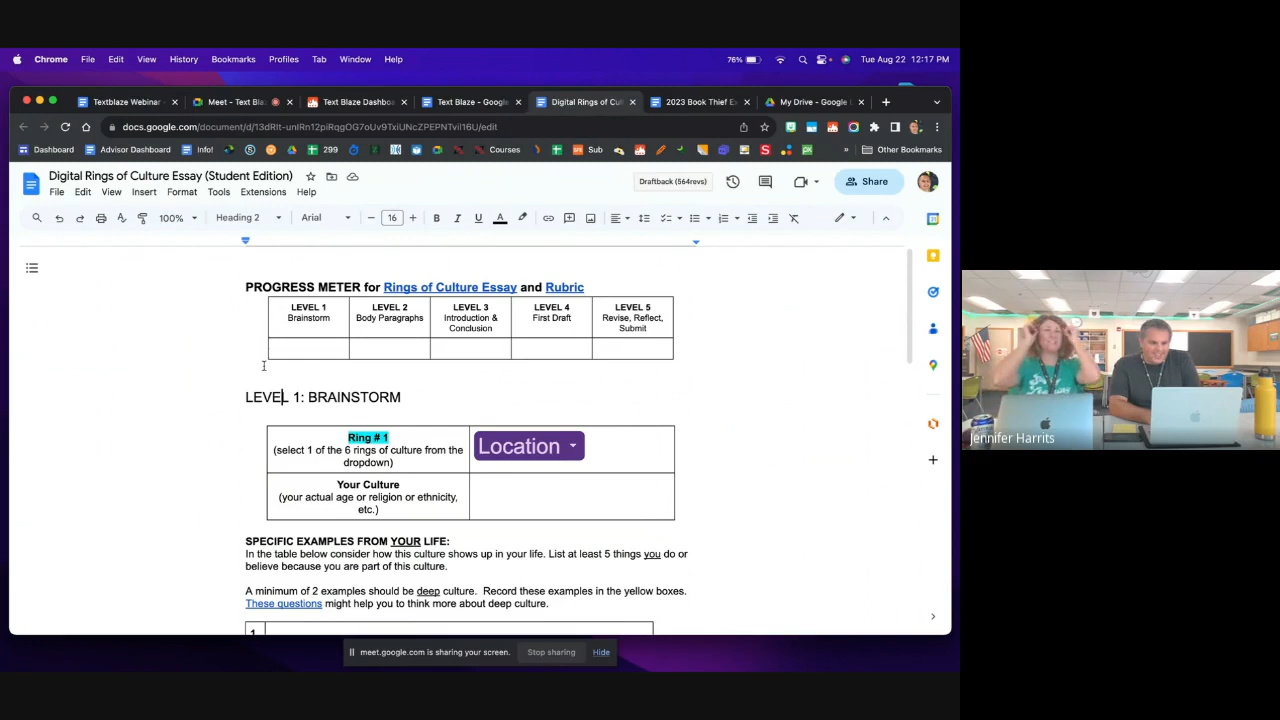 Chrome File Edit View History Bookmarks Profiles Tab Window Help 76% Tue Aug 22 12:17 PM
Textblaze Webinar - Meet - Text Bla Text Blaze Dashbo Text Blaze - Google Digital Rings of Cul 2023 Book Thief Es My Drive - Google
docs.google.com/document/d/
/edit
Dashboard Advisor Dashboard Info! 299 Courses Sub » Other Bookmarks
Digital Rings of Culture Essay (Student Edition)
Draftback (564revs) Share
File Edit View Insert Format Tools Extensions Help
100% Heading 2 Arial 16 B I U A
PROGRESS METER for Rings of Culture Essay and Rubric
LEVEL 1 LEVEL 2 LEVEL 3 LEVEL 4 LEVEL 5
Brainstorm Body Paragraphs Introduction & First Draft Revise, Reflect,
Conclusion Submit
LEVEL 1: BRAINSTORM
Ring # 1
(select 1 of the 6 rings of culture from the
dropdown)
Location
Your Culture
(your actual age or religion or ethnicity,
etc.)
SPECIFIC EXAMPLES FROM YOUR LIFE:
In the table below consider how this culture shows up in your life. List at least 5 things you do or
believe because you are part of this culture.
A minimum of 2 examples should be deep culture. Record these examples in the yellow boxes.
These questions might help you to think more about deep culture.
1
meet.google.com is sharing your screen. Stop sharing Hide
Jennifer Harrits